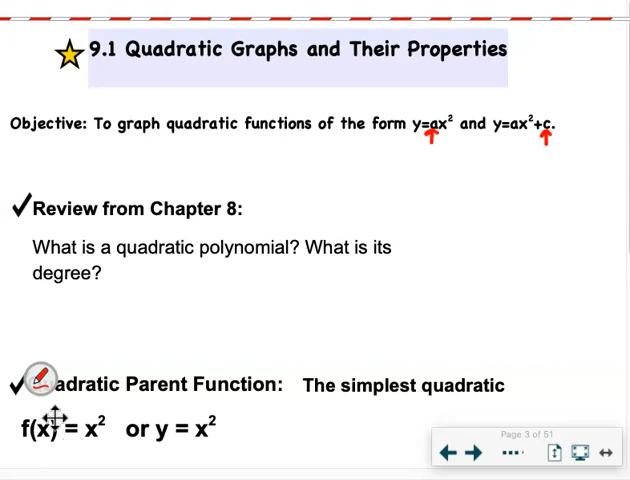 9.1 Quadratic Graphs and Their Properties
Objective: To graph quadratic functions of the form y=ax² and y=ax²+c.
Review from Chapter 8:
What is a quadratic polynomial? What is its
degree?
adratic Parent Function: The simplest quadratic
f(x) = x² or y = x²
Page 3 of 51